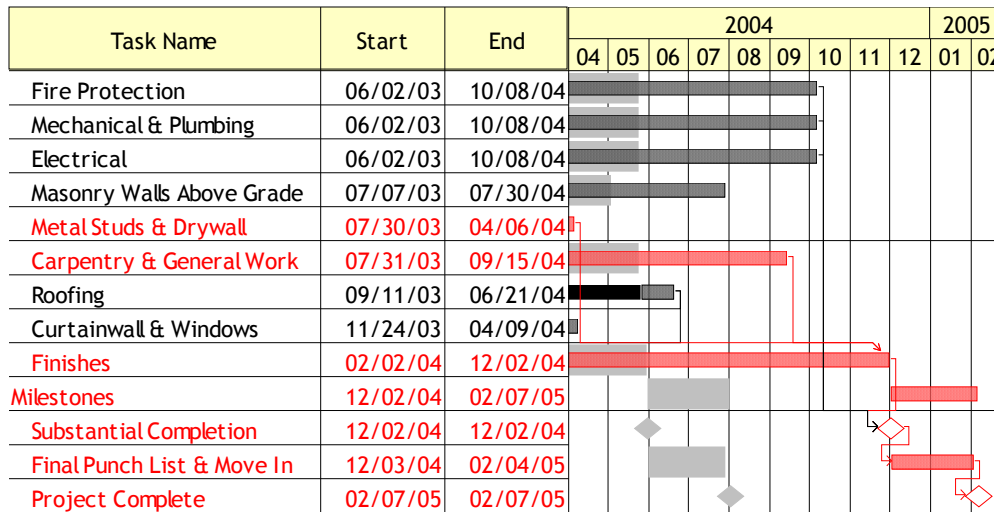 Task Name Start End 2004 2005
04 05 06 07 08 09 10 11 12 01 02
Fire Protection 06/02/03 10/08/04
Mechanical & Plumbing 06/02/03 10/08/04
Electrical 06/02/03 10/08/04
Masonry Walls Above Grade 07/07/03 07/30/04
Metal Studs & Drywall 07/30/03 04/06/04
Carpentry & General Work 07/31/03 09/15/04
Roofing 09/11/03 06/21/04
Curtainwall & Windows 11/24/03 04/09/04
Finishes 02/02/04 12/02/04
Milestones 12/02/04 02/07/05
Substantial Completion 12/02/04 12/02/04
Final Punch List & Move In 12/03/04 02/04/05
Project Complete 02/07/05 02/07/05